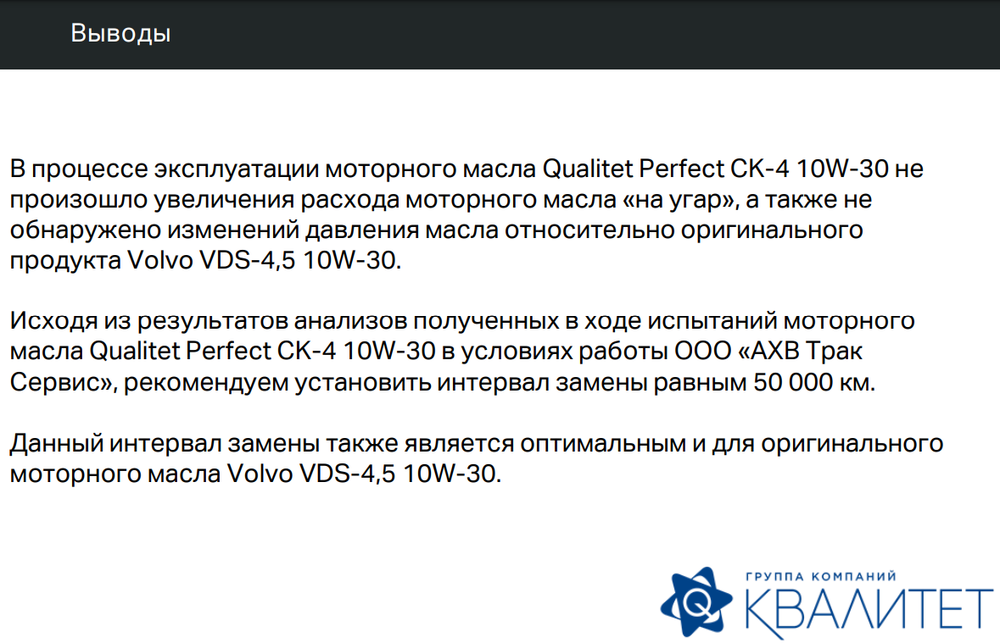 Выводы
В процессе эксплуатации моторного масла Qualitet Perfect CK-4 10W-30 не
произошло увеличения расхода моторного масла «на угар», а также не
обнаружено изменений давления масла относительно оригинального
продукта Volvo VDS-4,5 10W-30.
Исходя из результатов анализов полученных в ходе испытаний моторного
масла Qualitet Perfect CK-4 10W-30 в условиях работы ООО «АХВ Трак
Сервис», рекомендуем установить интервал замены равным 50 000 км.
Данный интервал замены также является оптимальным и для оригинального
моторного масла Volvo VDS-4,5 10W-30.
ГРУППА КОМПАНИЙ
Q КВАЛИТЕТ